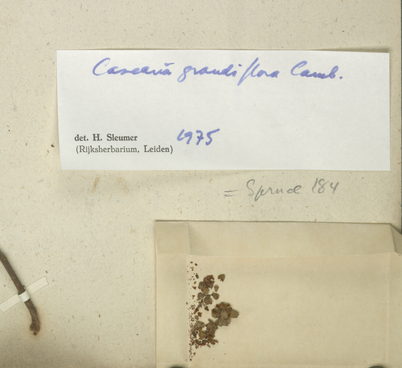 Casearia grandiflora Camb.
det. H. Sleumer 1975
(Rijksherbarium, Leiden)
= Spruce 184